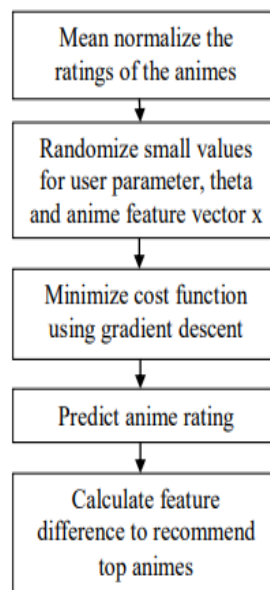 Mean normalize the
ratings of the animes
Randomize small values
for user parameter, theta
and anime feature vector x
Minimize cost function
using gradient descent
Predict anime rating
Calculate feature
difference to recommend
top animes